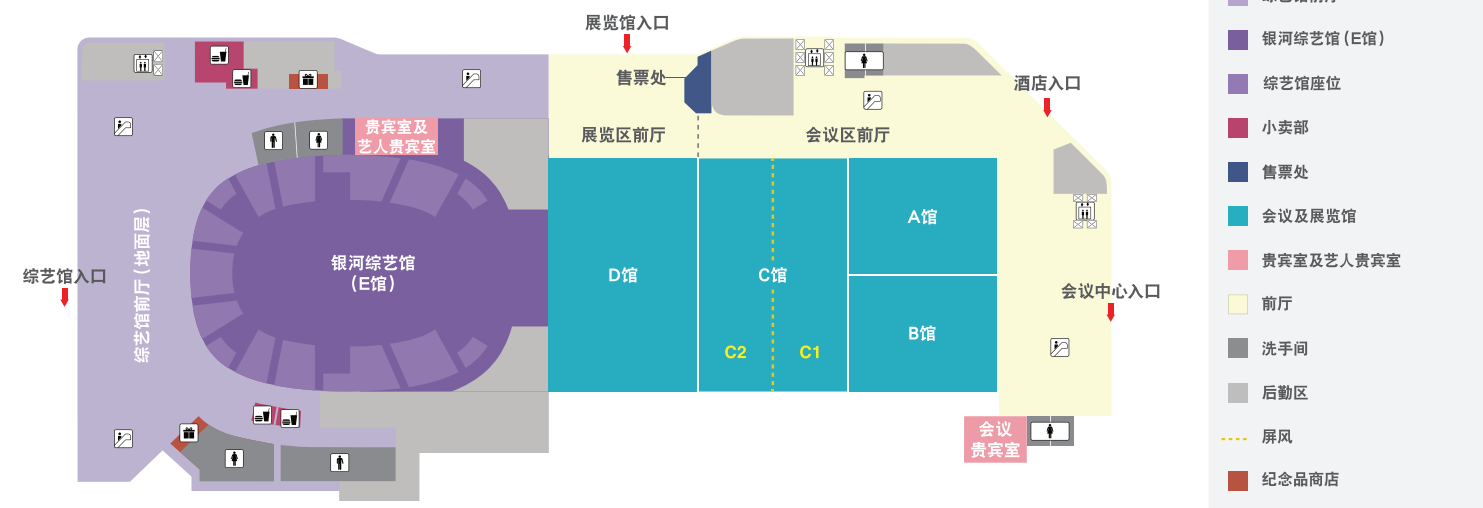 展览馆入口
售票处
酒店入口
贵宾室及
艺人贵宾室
展览区前厅
会议区前厅
综艺馆前厅 (地面层)
A馆
银河综艺馆
(E馆)
D馆
C馆
综艺馆入口
会议中心入口
B馆
C2
C1
会议
贵宾室
综艺馆前厅
银河综艺馆 (E馆)
综艺馆座位
小卖部
售票处
会议及展览馆
贵宾室及艺人贵宾室
前厅
洗手间
后勤区
屏风
纪念品商店